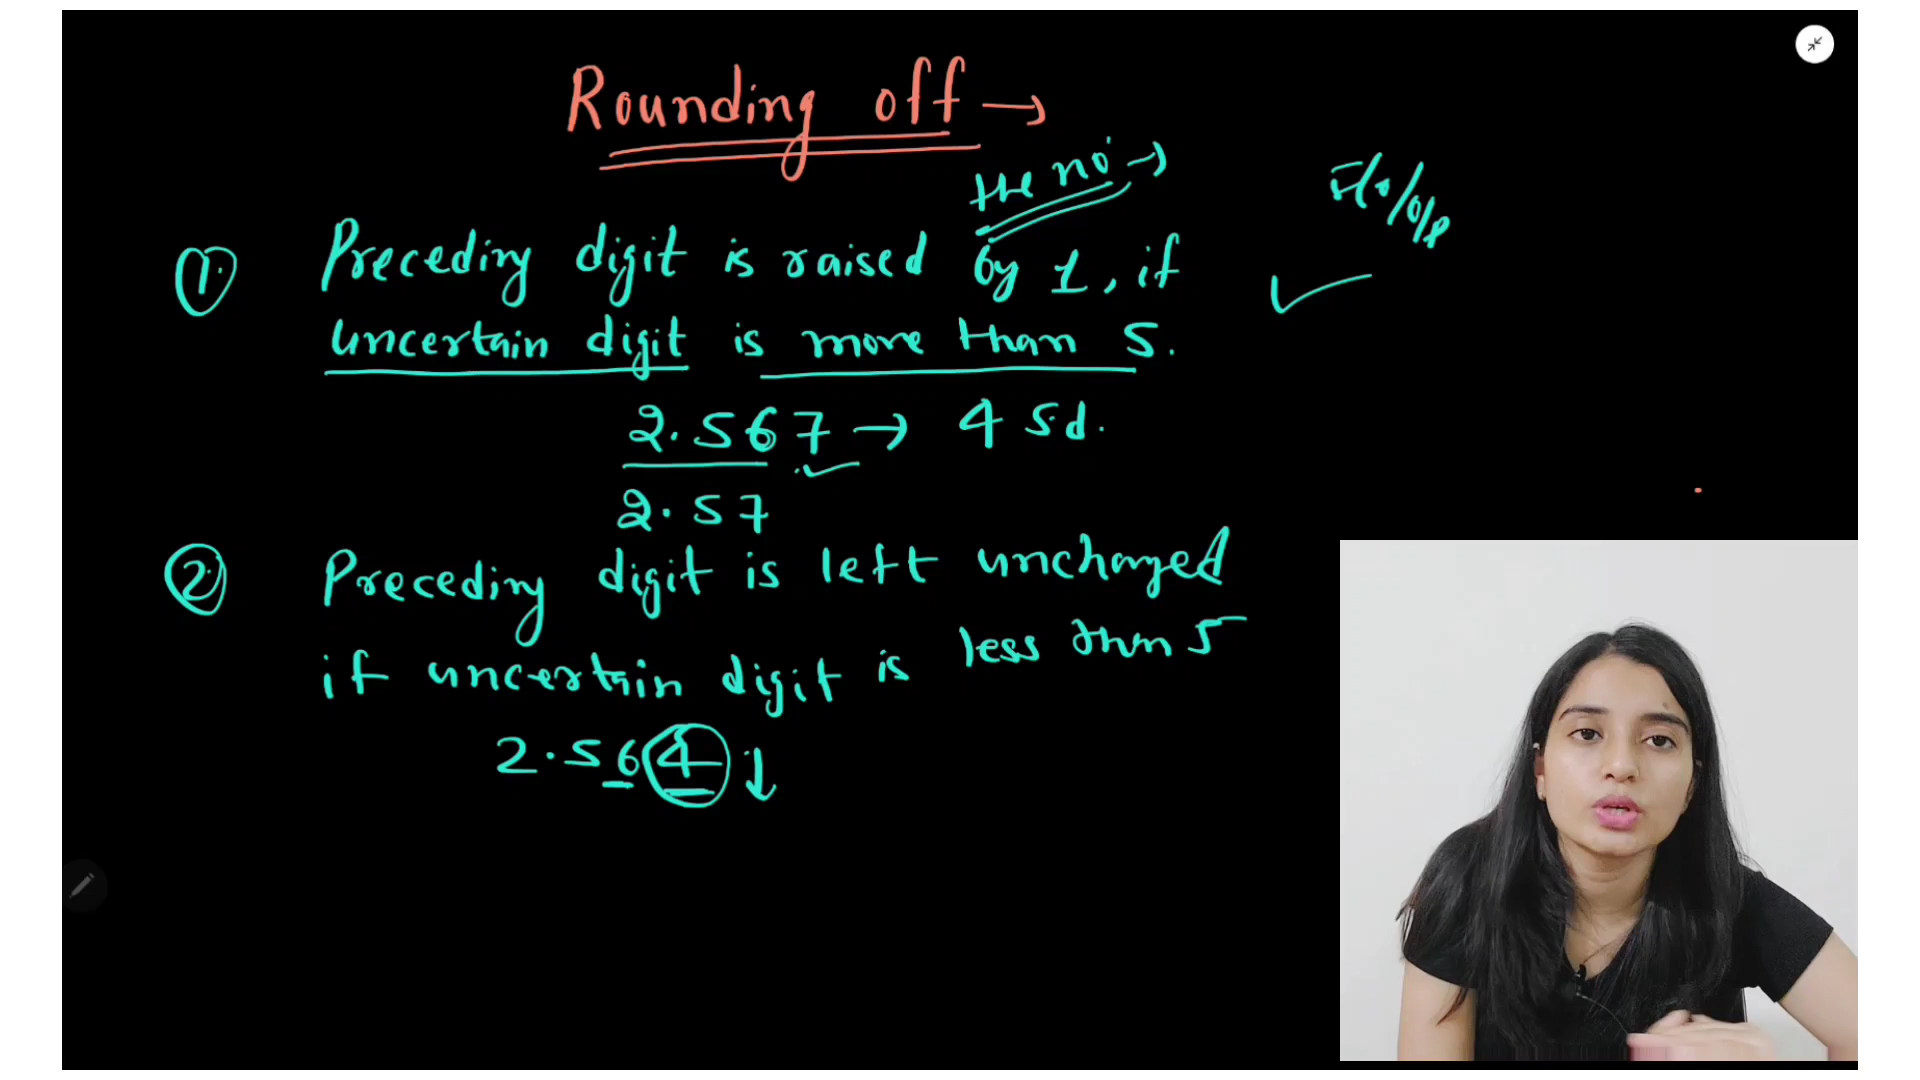 Rounding off →
the no →
① Preceding digit is raised by 1, if
uncertain digit is more than 5.
2.567 → 4 s.d.
2.57
② Preceding digit is left unchanged
if uncertain digit is less than 5
2.564 ↓